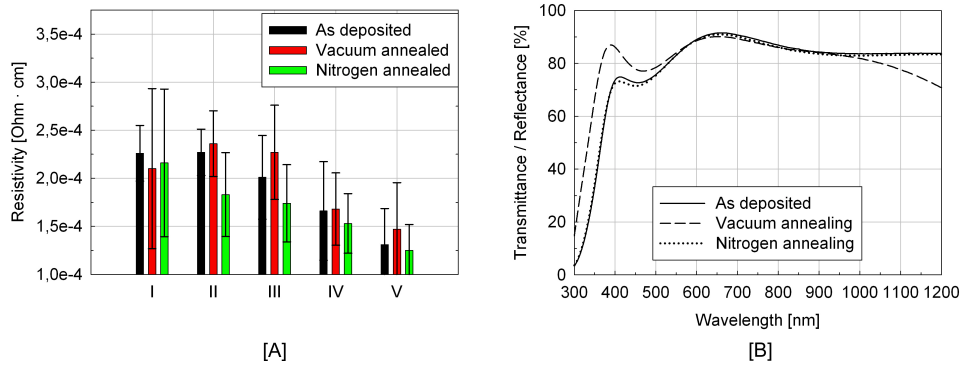 Resistivity [Ohm · cm]
3,5e-4
3,0e-4
2,5e-4
2,0e-4
1,5e-4
1,0e-4
As deposited
Vacuum annealed
Nitrogen annealed
I II III IV V
[A]
Transmittance / Reflectance [%]
100
80
60
40
20
0
As deposited
Vacuum annealing
Nitrogen annealing
300 400 500 600 700 800 900 1000 1100 1200
Wavelength [nm]
[B]